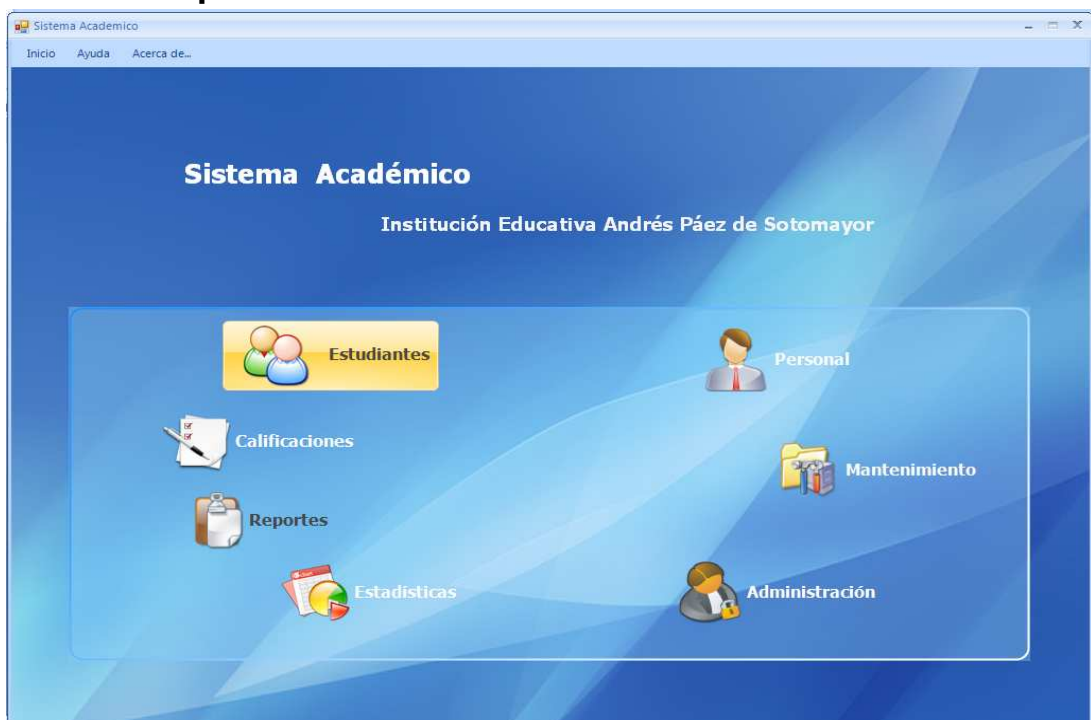 Sistema Academico
Inicio Ayuda Acerca de...
Sistema Académico
Institución Educativa Andrés Páez de Sotomayor
Estudiantes
Personal
Calificaciones
Mantenimiento
Reportes
Estadísticas
Administración